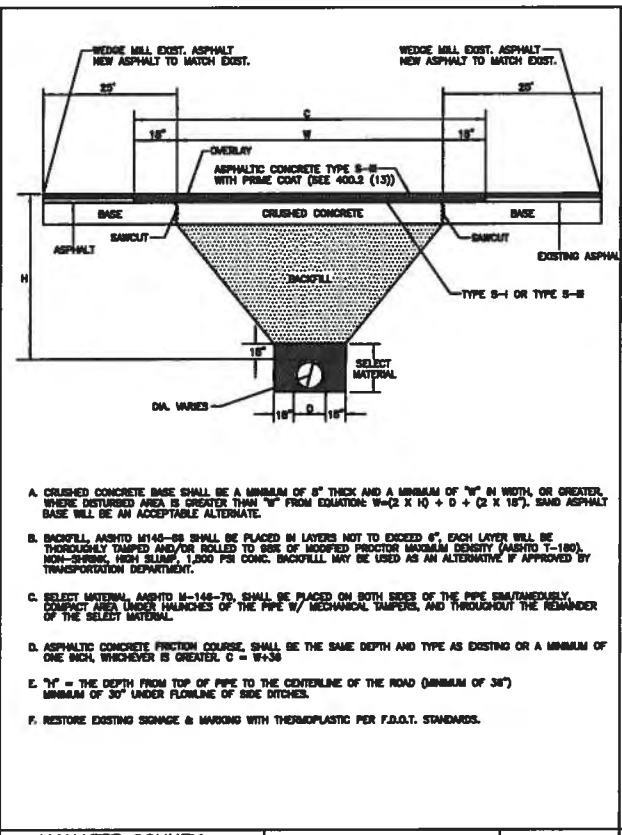 WEDGE MILL EXIST. ASPHALT
NEW ASPHALT TO MATCH EXIST.
WEDGE MILL EXIST. ASPHALT
NEW ASPHALT TO MATCH EXIST.
25'
25'
C
18"
W
18"
OVERLAY
ASPHALTIC CONCRETE TYPE S-III
WITH PRIME COAT (SEE 400.2 (13))
BASE
CRUSHED CONCRETE
BASE
ASPHALT
SAWCUT
SAWCUT
EXISTING ASPHAL
H
BACKFILL
TYPE S-I OR TYPE S-III
18"
SELECT
MATERIAL
DIA. VARIES
18"
D
18"
A. CRUSHED CONCRETE BASE SHALL BE A MINIMUM OF 8" THICK AND A MINIMUM OF "W" IN WIDTH, OR GREATER,
WHERE DISTURBED AREA IS GREATER THAN "W" FROM EQUATION: W=(2 X H) + D + (2 X 18"). SAND ASPHALT
BASE WILL BE AN ACCEPTABLE ALTERNATE.
B. BACKFILL, AASHTO M145-66 SHALL BE PLACED IN LAYERS NOT TO EXCEED 6", EACH LAYER WILL BE
THOROUGHLY TAMPED AND/OR ROLLED TO 98% OF MODIFIED PROCTOR MAXIMUM DENSITY (AASHTO T-180).
NON-SHRINK, HIGH SLUMP, 1,500 PSI CONC. BACKFILL MAY BE USED AS AN ALTERNATIVE IF APPROVED BY
TRANSPORTATION DEPARTMENT.
C. SELECT MATERIAL, AASHTO M-146-70, SHALL BE PLACED ON BOTH SIDES OF THE PIPE SIMUTANEOUSLY,
COMPACT AREA UNDER HAUNCHES OF THE PIPE W/ MECHANICAL TAMPERS, AND THROUGHOUT THE REMAINDER
OF THE SELECT MATERIAL.
D. ASPHALTIC CONCRETE FRICTION COURSE, SHALL BE THE SAME DEPTH AND TYPE AS EXISTING OR A MINIMUM OF
ONE INCH, WHICHEVER IS GREATER. C = W+36
E. "H" = THE DEPTH FROM TOP OF PIPE TO THE CENTERLINE OF THE ROAD (MINIMUM OF 36")
MINIMUM OF 30" UNDER FLOWLINE OF SIDE DITCHES.
F. RESTORE EXISTING SIGNAGE & MARKING WITH THERMOPLASTIC PER F.D.O.T. STANDARDS.